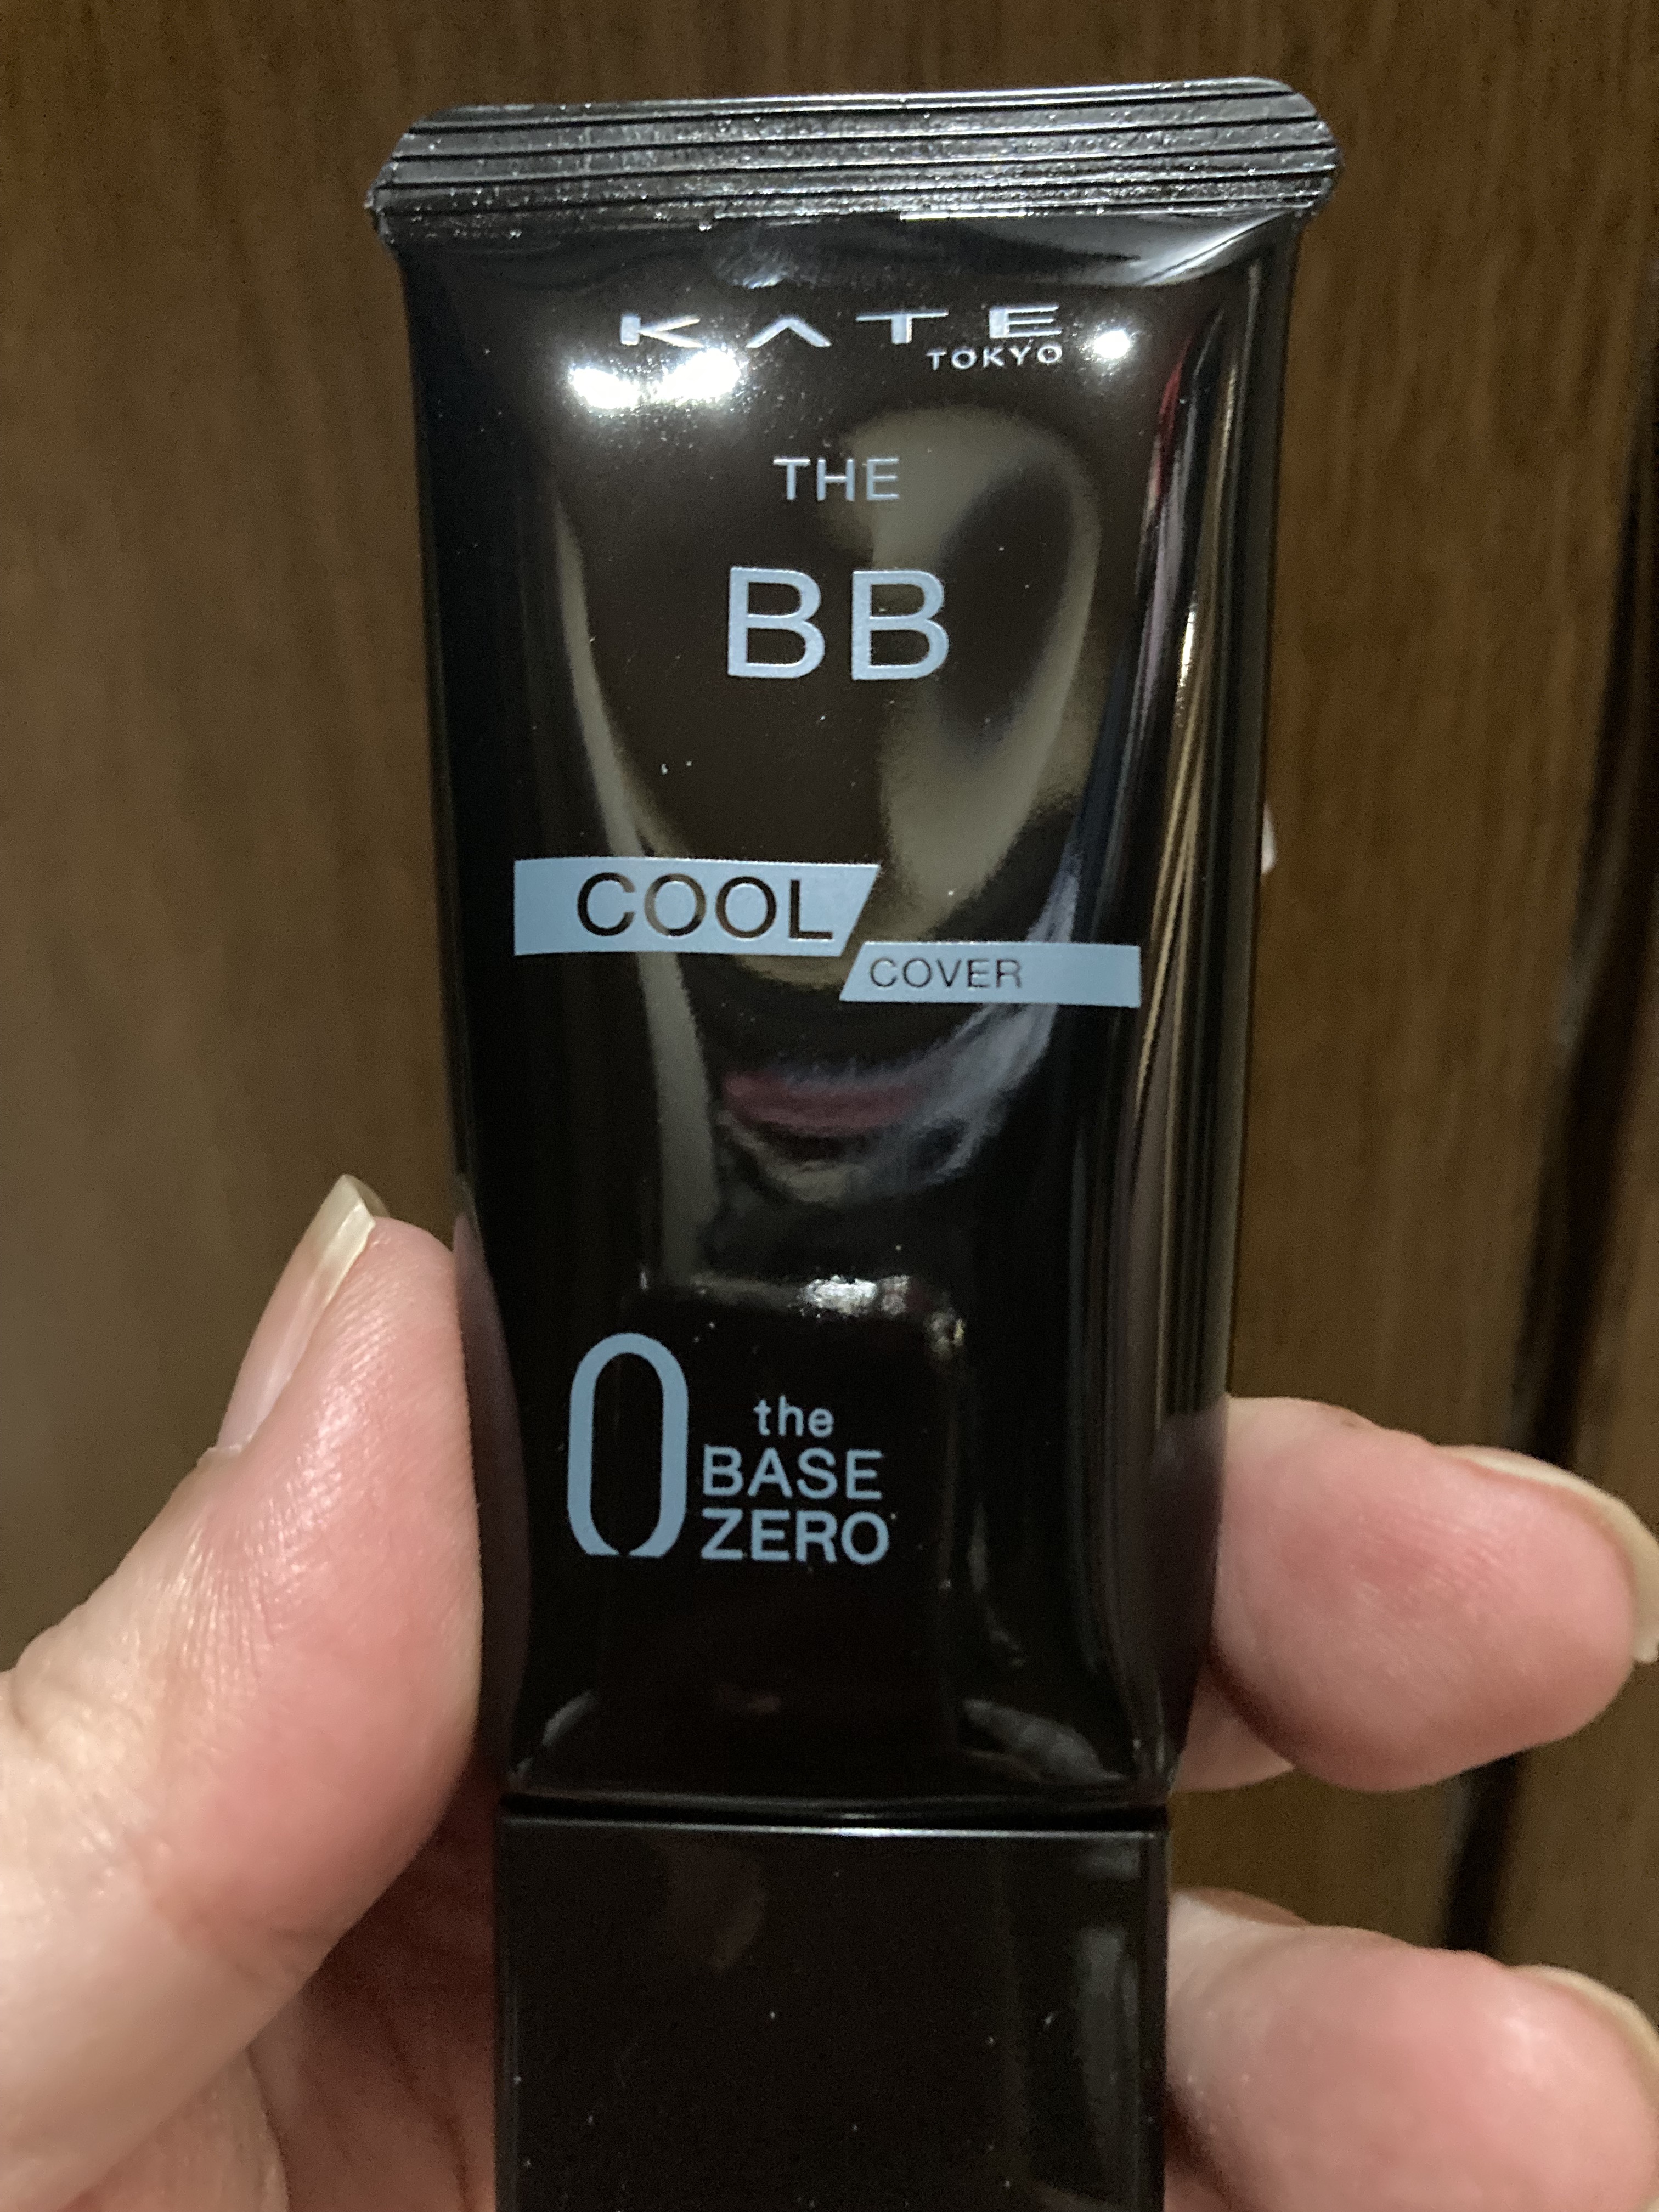 KATE
TOKYO
THE
BB
COOL
COVER
0
the
BASE
ZERO